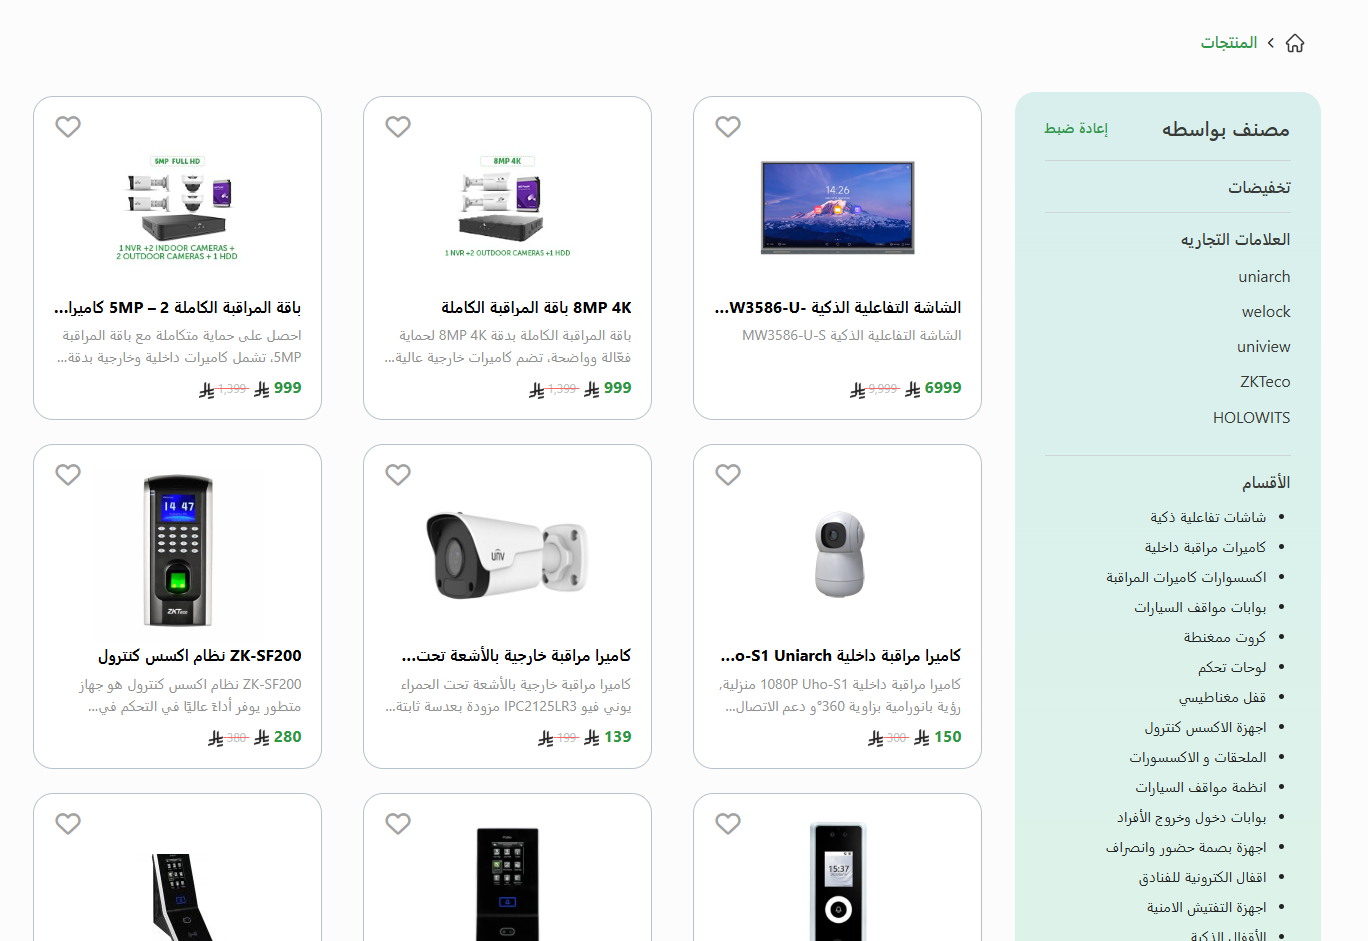 المنتجات
مصنف بواسطه
إعادة ضبط
تخفيضات
العلامات التجاريه
uniarch
welock
uniview
ZKTeco
HOLOWITS
الأقسام
شاشات تفاعلية ذكية
كاميرات مراقبة داخلية
اكسسوارات كاميرات المراقبة
بوابات مواقف السيارات
كروت ممغنطة
لوحات تحكم
قفل مغناطيسي
اجهزة الاكسس كنترول
الملحقات و الاكسسورات
انظمة مواقف السيارات
بوابات دخول وخروج الأفراد
اجهزة بصمة حضور وانصراف
اقفال الكترونية للفنادق
اجهزة التفتيش الامنية
الأقفال الذكية
14:26
الشاشة التفاعلية الذكية W3586-U-...
الشاشة التفاعلية الذكية MW3586-U-S
6999 9,999
8MP 4K
1 NVR +2 OUTDOOR CAMERAS +1 HDD
8MP 4K باقة المراقبة الكاملة
باقة المراقبة الكاملة بدقة 8MP 4K لحماية
فعّالة وواضحة، تضم كاميرات خارجية عالية...
999 1,399
5MP FULL HD
1 NVR +2 INDOOR CAMERAS +
2 OUTDOOR CAMERAS + 1 HDD
باقة المراقبة الكاملة 5MP – 2 كاميرا...
احصل على حماية متكاملة مع باقة المراقبة
5MP، تشمل كاميرات داخلية وخارجية بدقة...
999 1,399
كاميرا مراقبة داخلية o-S1 Uniarch...
كاميرا مراقبة داخلية 1080P Uho-S1 منزلية،
رؤية بانورامية بزاوية 360°و دعم الاتصال...
150 300
unv
كاميرا مراقبة خارجية بالأشعة تحت...
كاميرا مراقبة خارجية بالأشعة تحت الحمراء
يوني فيو IPC2125LR3 مزودة بعدسة ثابتة...
139 199
14 47
ZKTeco
ZK-SF200 نظام اكسس كنترول
ZK-SF200 نظام اكسس كنترول هو جهاز
متطور يوفر أداءً عاليًا في التحكم في...
280 380
15:37